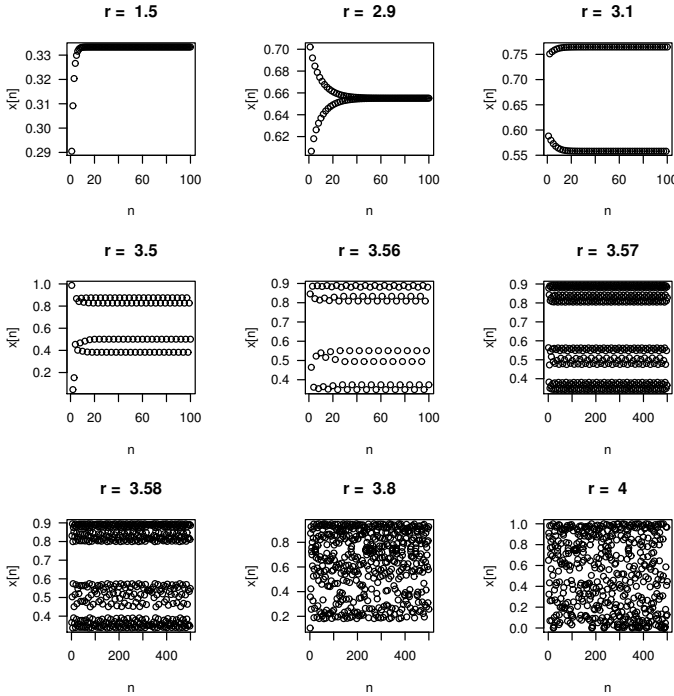 r = 1.5
r = 2.9
r = 3.1
x[n]
0.33
0.32
0.31
0.30
0.29
0 20 60 100
n
x[n]
0.70
0.68
0.66
0.64
0.62
0 20 60 100
n
x[n]
0.75
0.70
0.65
0.60
0.55
0 20 60 100
n
r = 3.5
r = 3.56
r = 3.57
x[n]
1.0
0.8
0.6
0.4
0.2
0 20 60 100
n
x[n]
0.9
0.8
0.7
0.6
0.5
0.4
0 20 60 100
n
x[n]
0.9
0.8
0.7
0.6
0.5
0.4
0 200 400
n
r = 3.58
r = 3.8
r = 4
x[n]
0.9
0.8
0.7
0.6
0.5
0.4
0 200 400
n
x[n]
0.8
0.6
0.4
0.2
0 200 400
n
x[n]
1.0
0.8
0.6
0.4
0.2
0.0
0 200 400
n